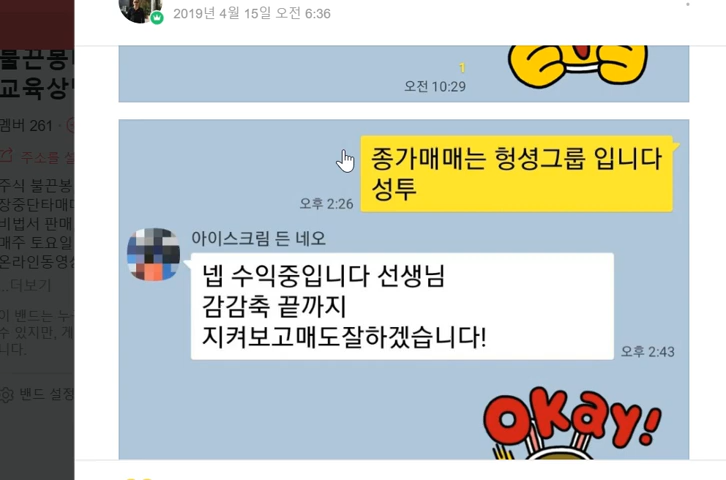 2019년 4월 15일 오전 6:36
불끈봉
교육상
멤버 261
주소를 설
주식 불끈봉
장중단타매매
비법서 판매
매주 토요일
온라인동영상
...더보기
이 밴드는 누
수 있지만, 게
니다.
밴드 설정
1
오전 10:29
종가매매는 헝셩그룹 입니다
성투
오후 2:26
아이스크림 든 네오
넵 수익중입니다 선생님
감감축 끝까지
지켜보고매도잘하겠습니다!
오후 2:43
Okay!